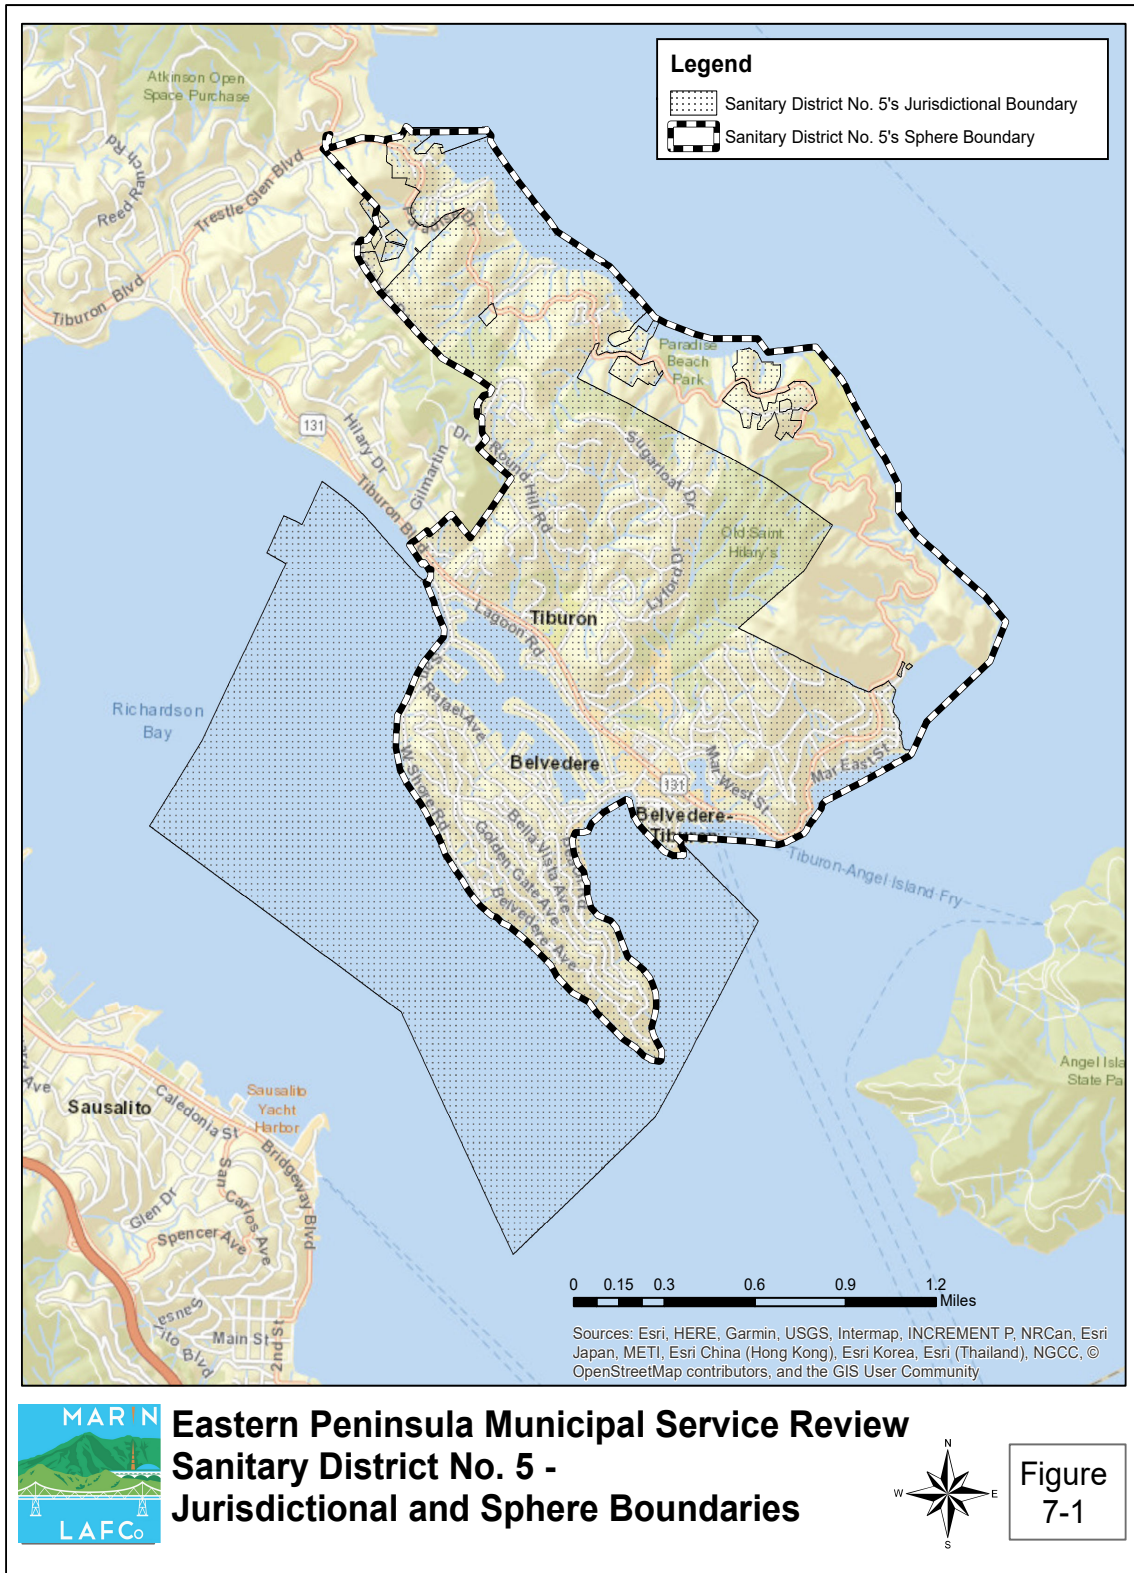 Legend
Sanitary District No. 5's Jurisdictional Boundary
Sanitary District No. 5's Sphere Boundary
Atkinson Open
Space Purchase
Reed Ranch Rd
Trestle Glen Blvd
Tiburon Blvd
Paradise Dr
131
Hilary Dr
Gilmartin
Dr
Tiburon Blvd
Round Hill Rd
Sugarloaf Dr
Paradise
Beach
Park
Old Saint
Hilary's
Lyford Dr
Tiburon
Lagoon Rd
Richardson
Bay
San
Rafael Ave
W Shore Rd
Belvedere
131
Mar West St
Mar East St
Belvedere-
Tiburon
Bella Vista Ave
Golden Gate Ave
Belvedere Ave
Tiburon-Angel Island-Fry
Angel Isla
State Pa
Ave
Sausalito
Caledonia St
Sausalito
Yacht
Harbor
Bridgeway Blvd
San
Carlos Ave
Glen Dr
Spencer Ave
Sausal
ito Blvd
Main St
2nd St
0 0.15 0.3 0.6 0.9 1.2
Miles
Sources: Esri, HERE, Garmin, USGS, Intermap, INCREMENT P, NRCan, Esri
Japan, METI, Esri China (Hong Kong), Esri Korea, Esri (Thailand), NGCC, ©
OpenStreetMap contributors, and the GIS User Community
MARIN
LAFCo
Eastern Peninsula Municipal Service Review
Sanitary District No. 5 -
Jurisdictional and Sphere Boundaries
N
W E
S
Figure
7-1